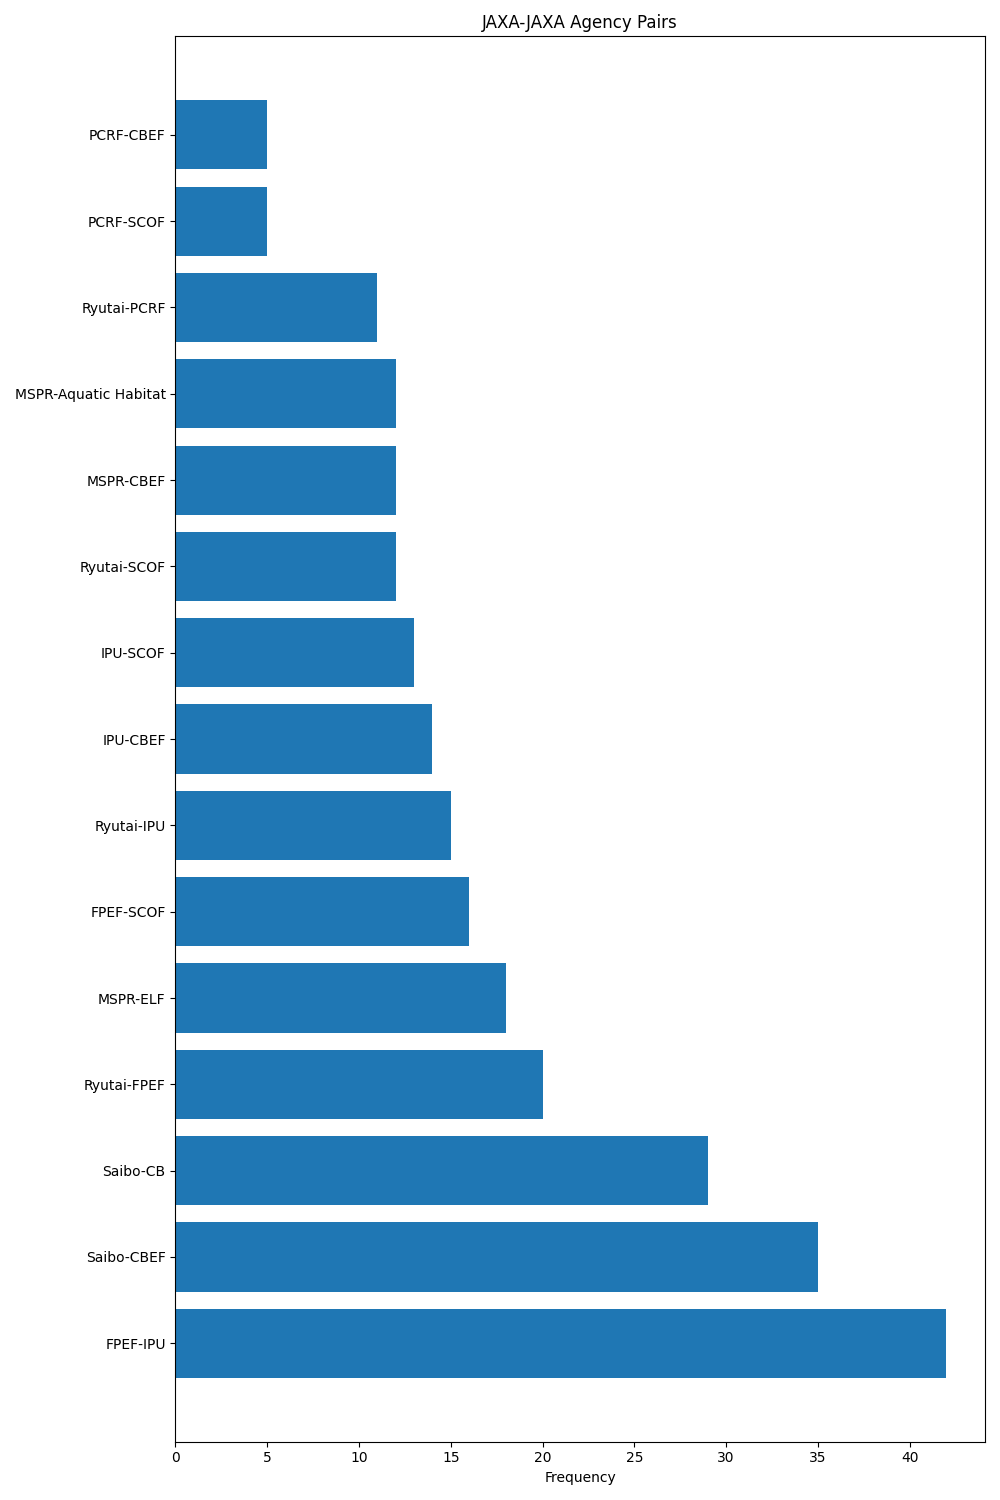 JAXA-JAXA Agency Pairs
PCRF-CBEF
PCRF-SCOF
Ryutai-PCRF
MSPR-Aquatic Habitat
MSPR-CBEF
Ryutai-SCOF
IPU-SCOF
IPU-CBEF
Ryutai-IPU
FPEF-SCOF
MSPR-ELF
Ryutai-FPEF
Saibo-CB
Saibo-CBEF
FPEF-IPU
0 5 10 15 20 25 30 35 40
Frequency